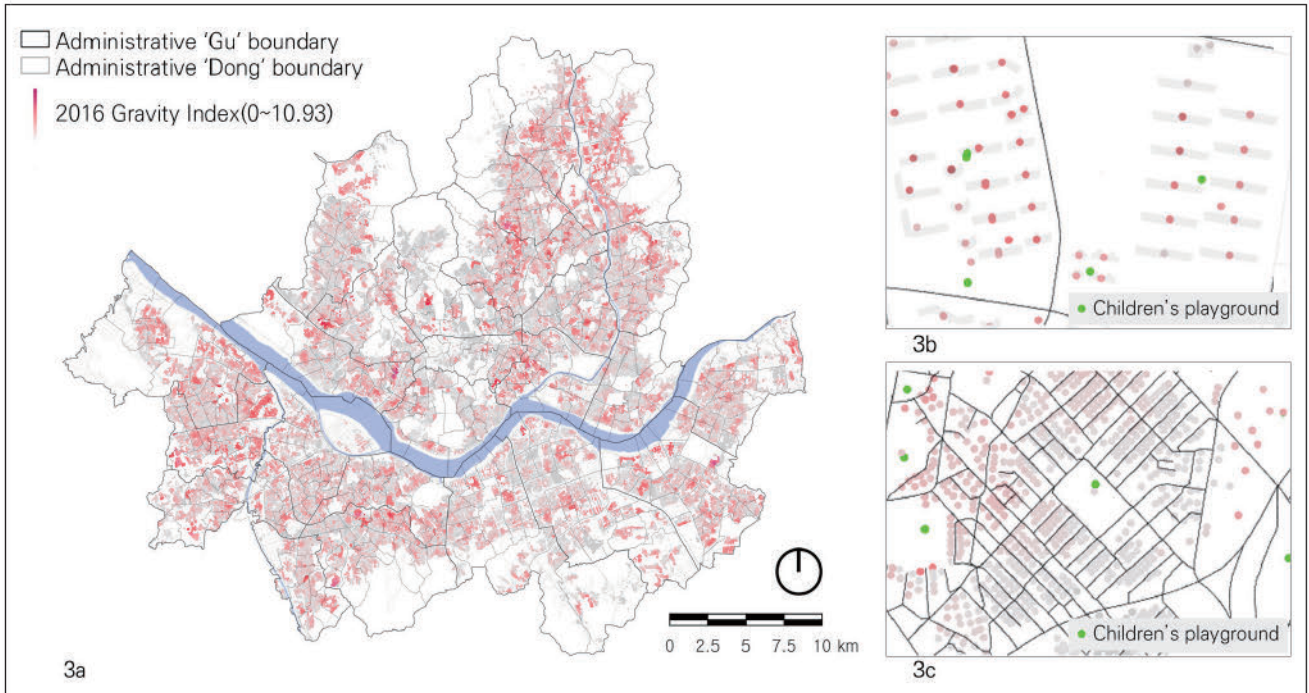 Administrative 'Gu' boundary
Administrative 'Dong' boundary
2016 Gravity Index(0~10.93)
0 2.5 5 7.5 10 km
3a
Children's playground
3b
Children's playground
3c